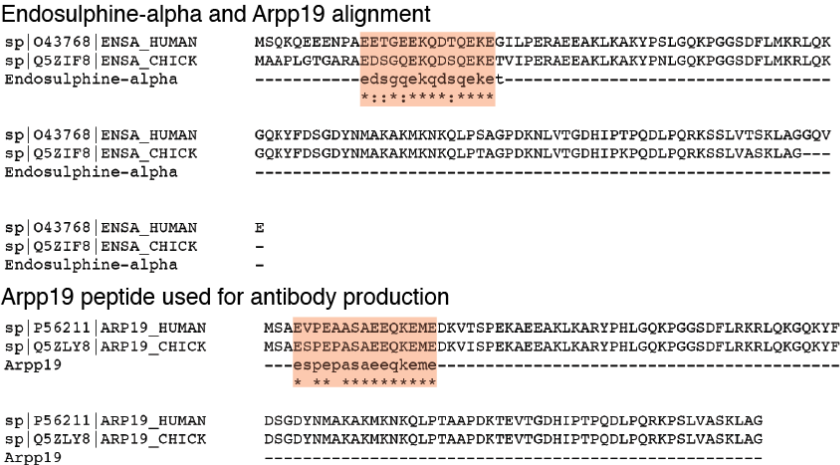 Endosulphine-alpha and Arpp19 alignment
sp|O43768|ENSA_HUMAN MSQKQEEENPAEETGEEKQDTQEKEGILPERAEEAKLKAKYPSLGQKPGGSDFLMKRLQK
sp|Q5ZIF8|ENSA_CHICK MAAPLGTGARAEDSGQEKQDSQEKETVIPERAEEAKLKAKYPNLGQKPGGSDFLMKRLQK
Endosulphine-alpha -----------edsgqekqdsqeket----------------------------------
*::*:****:****
sp|O43768|ENSA_HUMAN GQKYFDSGDYNMAKAKMKNKQLPSAGPDKNLVTGDHIPTPQDLPQRKSSLVTSKLAGGQV
sp|Q5ZIF8|ENSA_CHICK GQKYFDSGDYNMAKAKMKNKQLPTAGPDKNLVTGDHIPKPQDLPQRKSSLVASKLAG---
Endosulphine-alpha ------------------------------------------------------------
sp|O43768|ENSA_HUMAN E
sp|Q5ZIF8|ENSA_CHICK -
Endosulphine-alpha -
Arpp19 peptide used for antibody production
sp|P56211|ARP19_HUMAN MSAEVPEAASAEEQKEMEDKVTSPEKAEEAKLKARYPHLGQKPGGSDFLRKRLQKGQKYF
sp|Q5ZLY8|ARP19_CHICK MSAESPEPASAEEQKEMEDKVISPEKAEEAKLKARYPHLGQKPGGSDFLRKRLQKGQKYF
Arpp19 ---espepasaeeqkeme------------------------------------------
* ** **********
sp|P56211|ARP19_HUMAN DSGDYNMAKAKMKNKQLPTAAPDKTEVTGDHIPTPQDLPQRKPSLVASKLAG
sp|Q5ZLY8|ARP19_CHICK DSGDYNMAKAKMKNKQLPTAAPDKTEVTGDHIPTPQDLPQRKPSLVASKLAG
Arpp19 ----------------------------------------------------